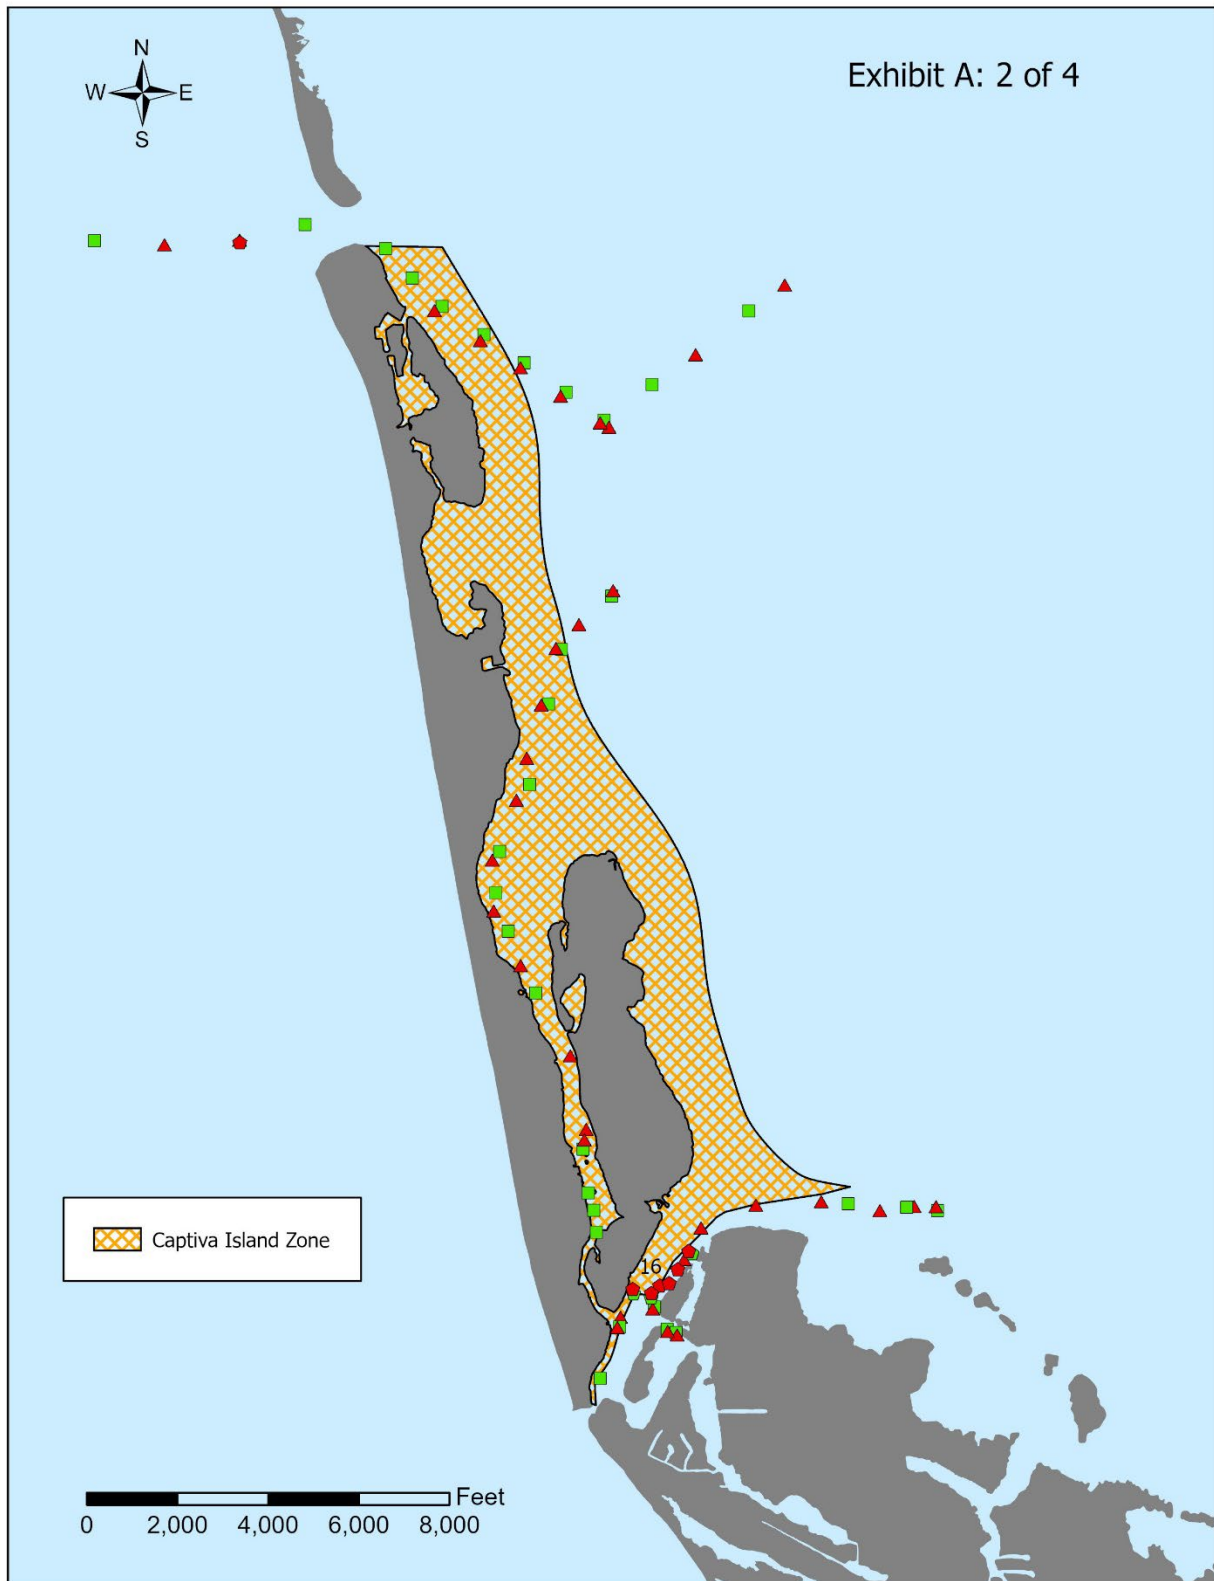 N
Exhibit A: 2 of 4
W E
S
Captiva Island Zone
16
Feet
0 2,000 4,000 6,000 8,000